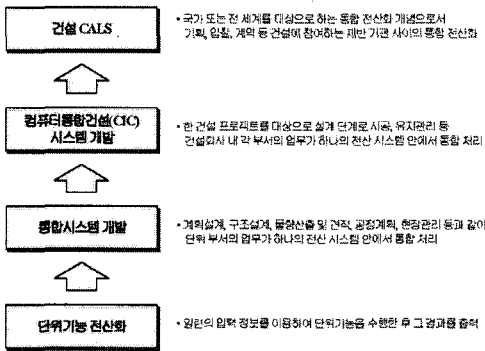 건설 CALS
• 국가 또는 전 세계를 대상으로 하는 통합 전산화 개념으로서
기획, 입찰, 계약 등 건설에 참여하는 제반 기관 사이의 통합 전산화
컴퓨터통합건설(CIC)
시스템 개발
• 한 건설 프로젝트를 대상으로 설계 단계로 시공, 유지관리 등
건설회사 내 각 부서의 업무가 하나의 전산 시스템 안에서 통합 처리
통합시스템 개발
• 계획설계, 구조설계, 물량산출 및 견적, 공정계획, 현장관리 등과 같이
단위 부서의 업무가 하나의 전산 시스템 안에서 통합 처리
단위기능 전산화
• 일련의 입력 정보를 이용하여 단위기능을 수행한 후 그 결과를 출력